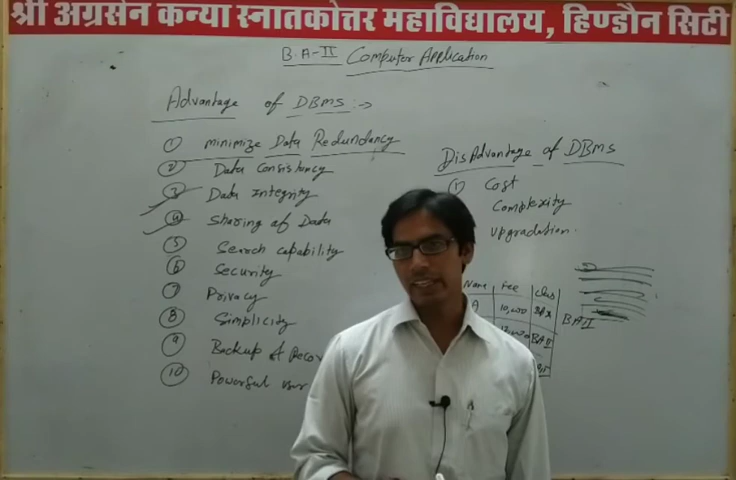 श्री अग्रसेन कन्या स्नातकोत्तर महाविद्यालय, हिण्डौन सिटी
B.A-II Computer Application
Advantage of DBMS :->
① minimize Data Redundancy
② Data Consistency
③ Data Integrity
④ Sharing of Data
⑤ Search capability
⑥ Security
⑦ Privacy
⑧ Simplicity
⑨ Backup &
⑩ Powerful
DisAdvantage of DBMS
① Cost
Complexity
upgradation.
Name Fee class
A 10,000
BA II
BA II